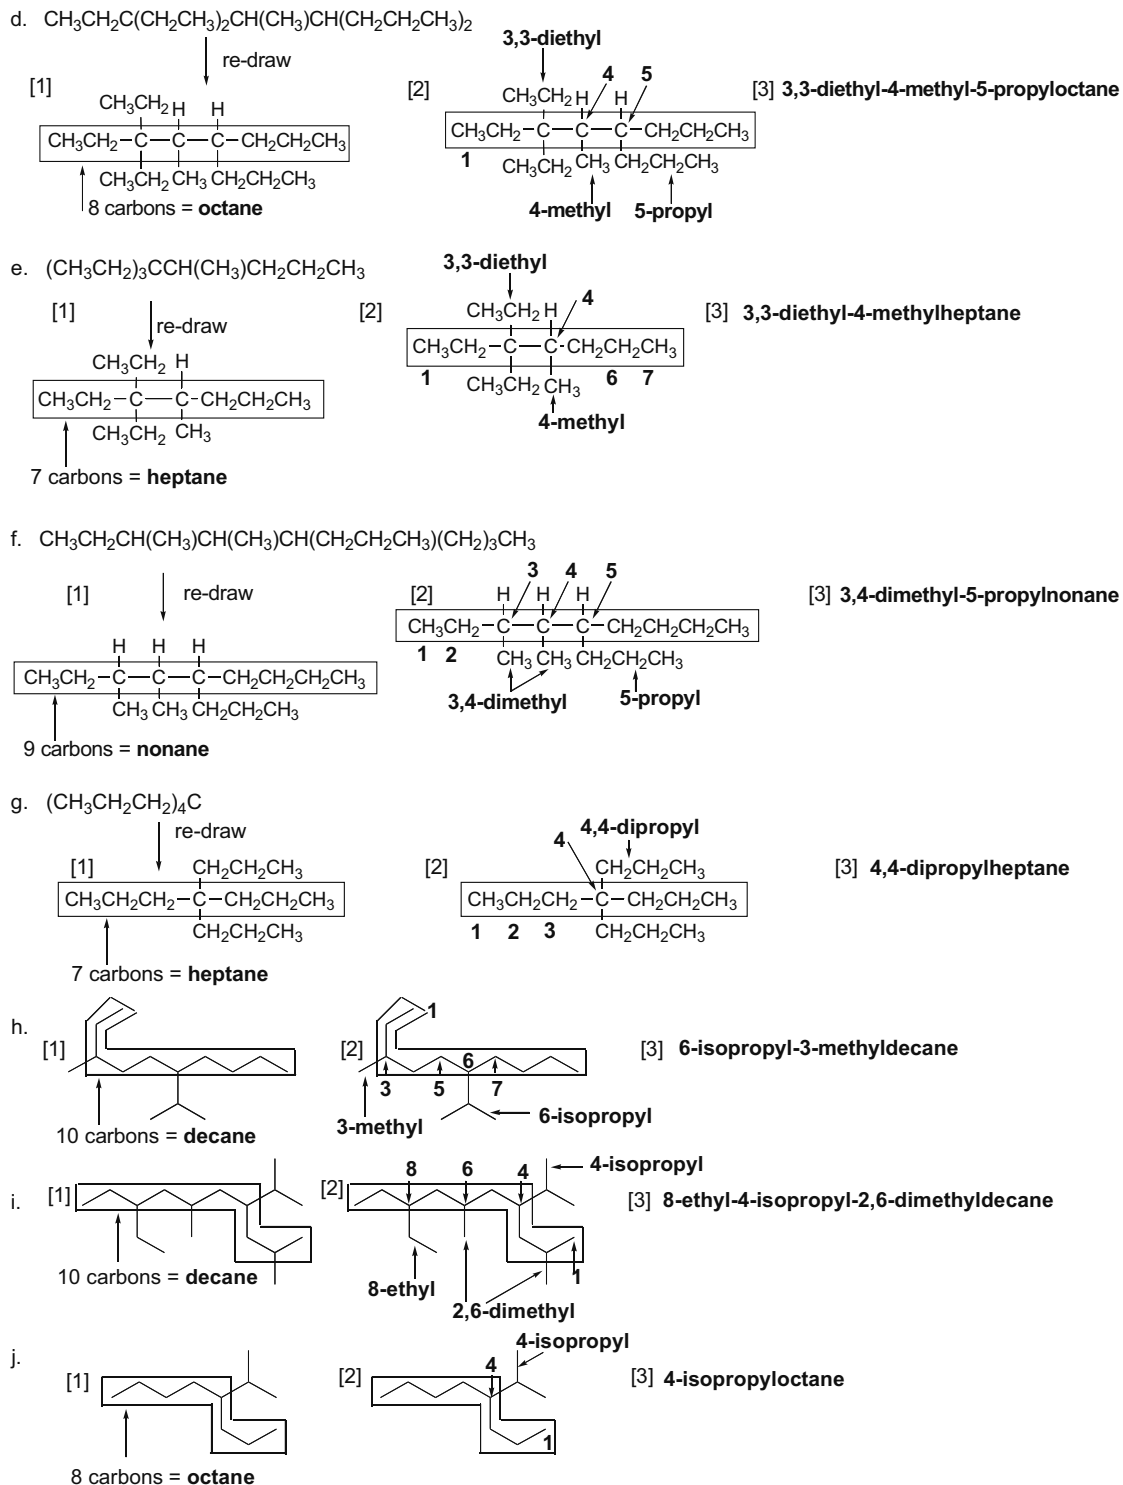 d. CH₃CH₂C(CH₂CH₃)₂CH(CH₃)CH(CH₂CH₂CH₃)₂
re-draw
3,3-diethyl
[1]
CH₃CH₂ H H
CH₃CH₂–C–C–C–CH₂CH₂CH₃
CH₃CH₂ CH₃ CH₂CH₂CH₃
8 carbons = octane
[2]
4 5
CH₃CH₂ H H
CH₃CH₂–C–C–C–CH₂CH₂CH₃
1
CH₃CH₂ CH₃ CH₂CH₂CH₃
4-methyl 5-propyl
[3] 3,3-diethyl-4-methyl-5-propyloctane
e. (CH₃CH₂)₃CCH(CH₃)CH₂CH₂CH₃
[1]
re-draw
CH₃CH₂ H
CH₃CH₂–C–C–CH₂CH₂CH₃
CH₃CH₂ CH₃
7 carbons = heptane
3,3-diethyl
[2]
CH₃CH₂ H 4
CH₃CH₂–C–C–CH₂CH₂CH₃
1 6 7
CH₃CH₂ CH₃
4-methyl
[3] 3,3-diethyl-4-methylheptane
f. CH₃CH₂CH(CH₃)CH(CH₃)CH(CH₂CH₂CH₃)(CH₂)₃CH₃
[1] re-draw
H H H
CH₃CH₂–C–C–C–CH₂CH₂CH₂CH₃
CH₃ CH₃ CH₂CH₂CH₃
9 carbons = nonane
[2]
3 4 5
H H H
CH₃CH₂–C–C–C–CH₂CH₂CH₂CH₃
1 2
CH₃ CH₃ CH₂CH₂CH₃
3,4-dimethyl 5-propyl
[3] 3,4-dimethyl-5-propylnonane
g. (CH₃CH₂CH₂)₄C
re-draw
[1]
CH₂CH₂CH₃
CH₃CH₂CH₂–C–CH₂CH₂CH₃
CH₂CH₂CH₃
7 carbons = heptane
4,4-dipropyl
4
[2]
CH₂CH₂CH₃
CH₃CH₂CH₂–C–CH₂CH₂CH₃
1 2 3
CH₂CH₂CH₃
[3] 4,4-dipropylheptane
h.
[1]
10 carbons = decane
[2]
1
6
3 5 7
3-methyl
6-isopropyl
[3] 6-isopropyl-3-methyldecane
i.
[1]
10 carbons = decane
[2]
8 6 4
4-isopropyl
1
8-ethyl
2,6-dimethyl
[3] 8-ethyl-4-isopropyl-2,6-dimethyldecane
j.
[1]
8 carbons = octane
[2]
4-isopropyl
4
1
[3] 4-isopropyloctane